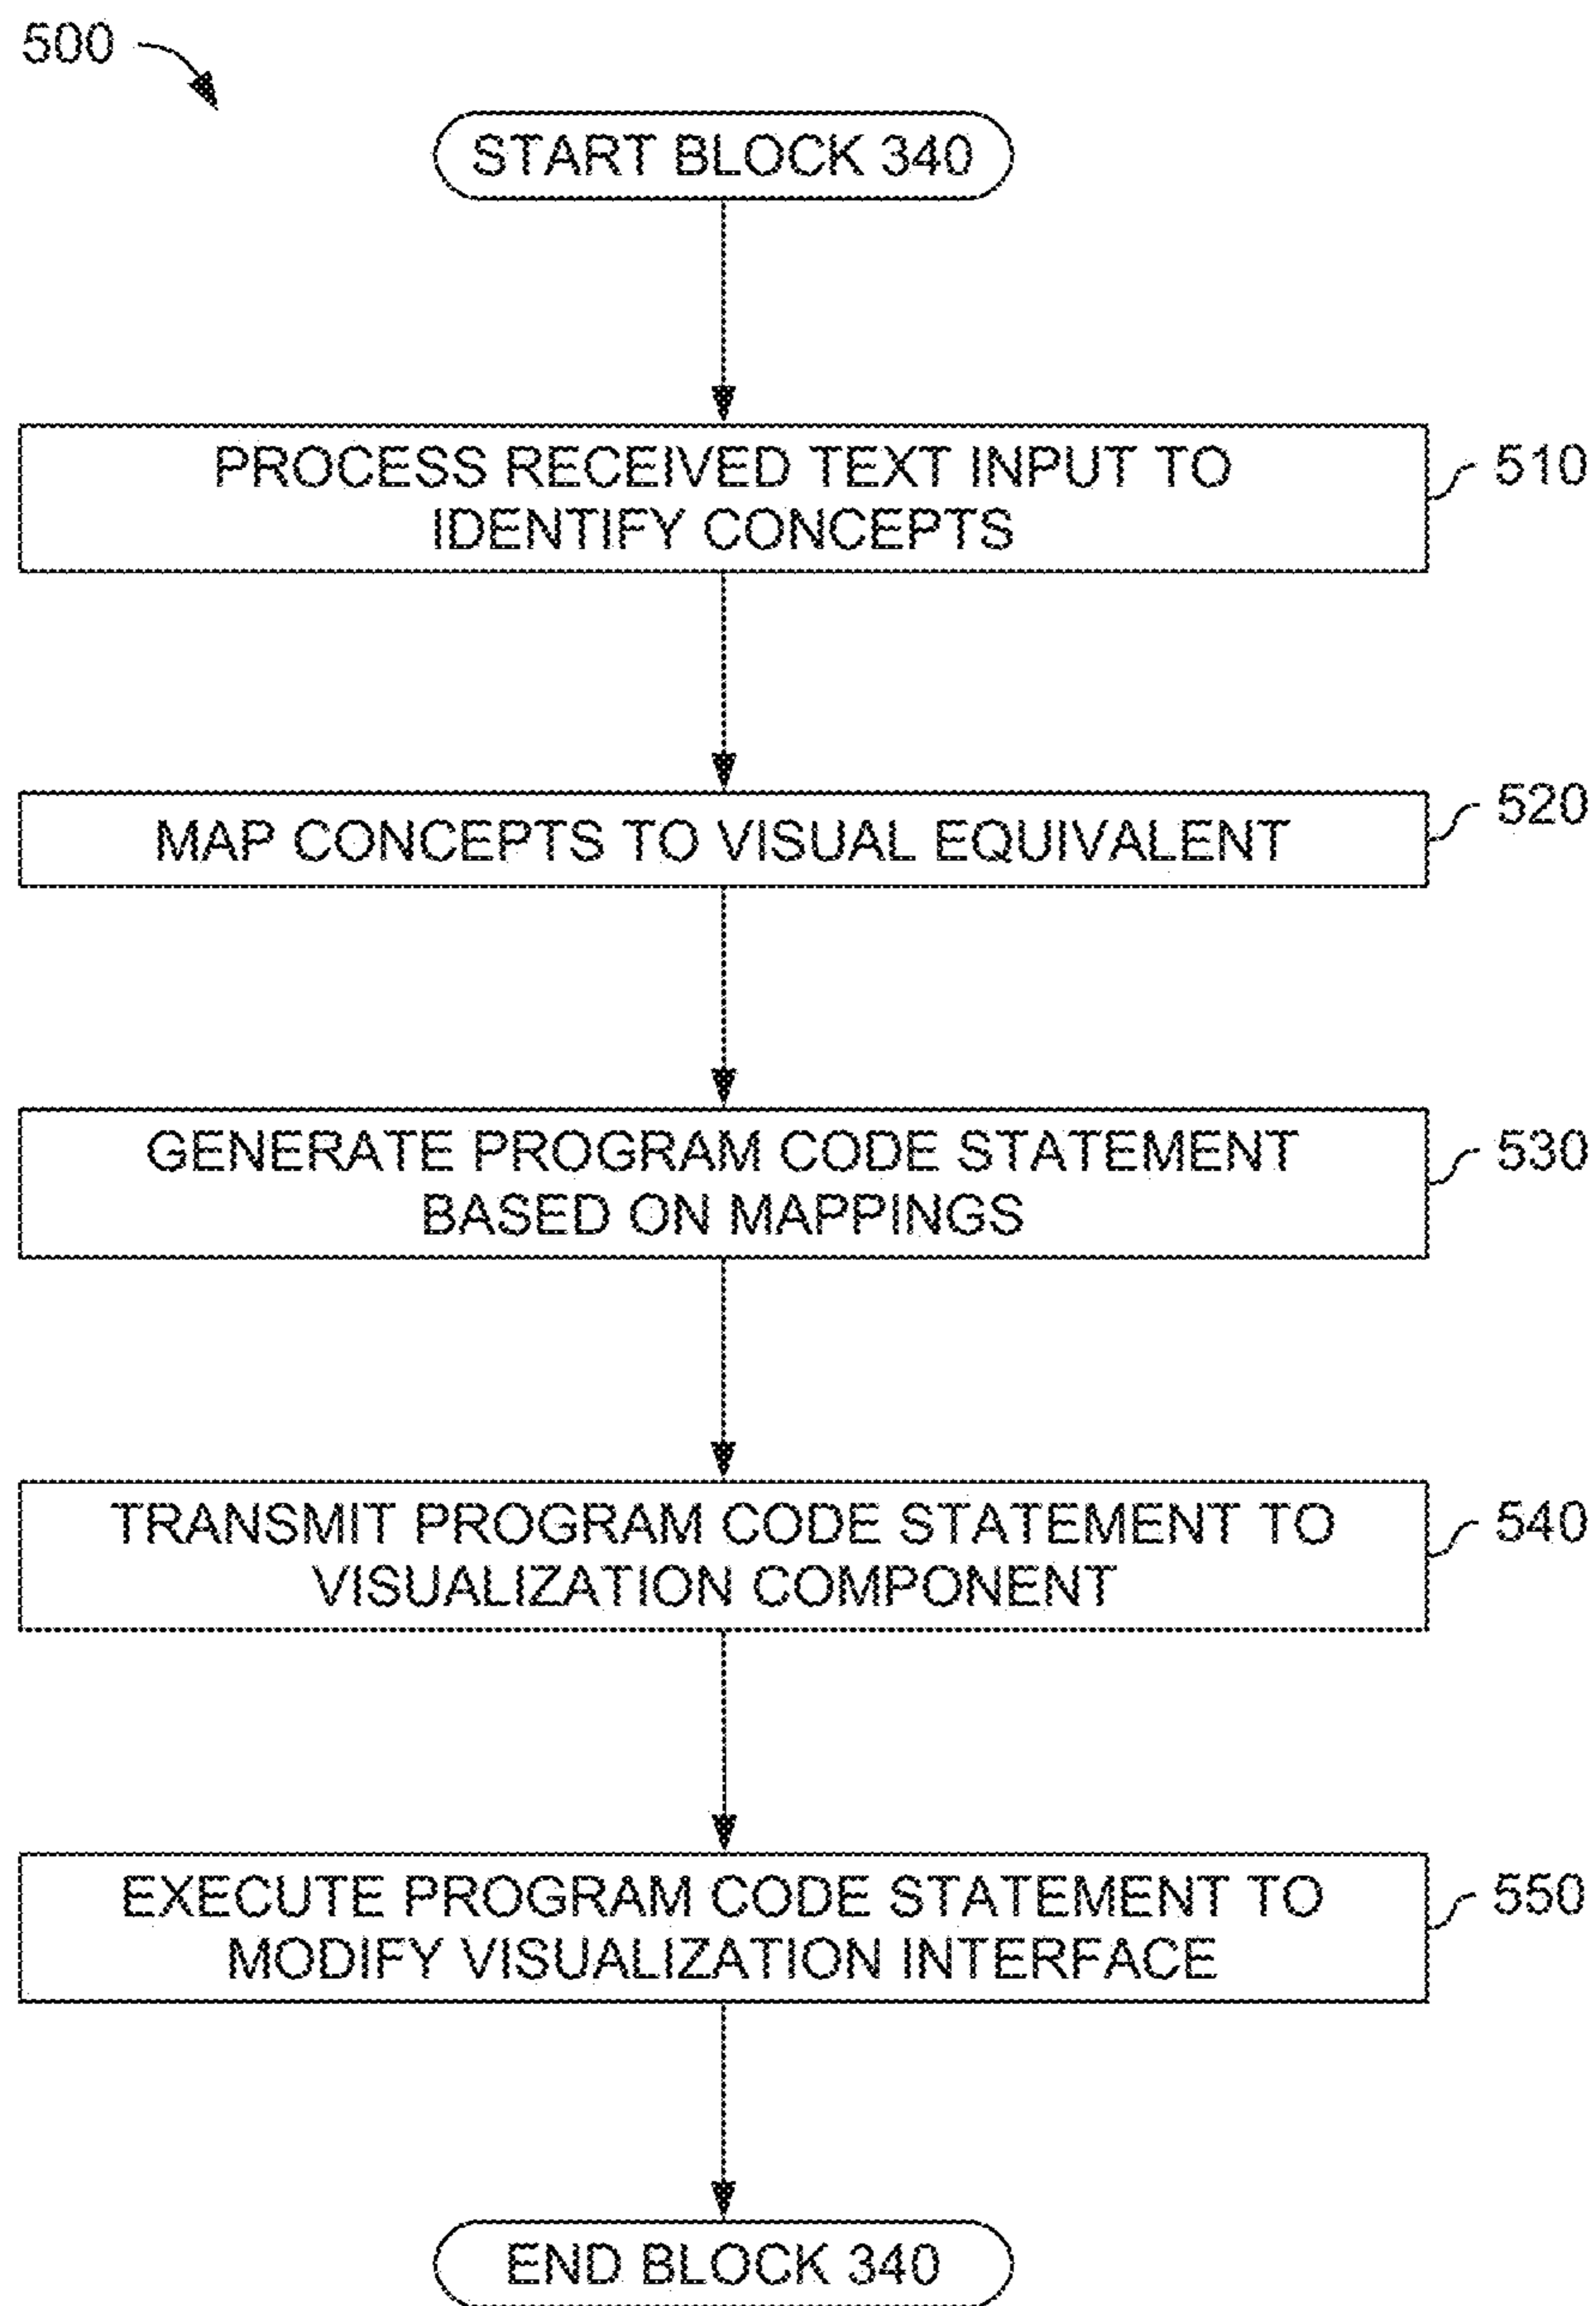 500
START BLOCK 340
PROCESS RECEIVED TEXT INPUT TO
IDENTIFY CONCEPTS
510
MAP CONCEPTS TO VISUAL EQUIVALENT
520
GENERATE PROGRAM CODE STATEMENT
BASED ON MAPPINGS
530
TRANSMIT PROGRAM CODE STATEMENT TO
VISUALIZATION COMPONENT
540
EXECUTE PROGRAM CODE STATEMENT TO
MODIFY VISUALIZATION INTERFACE
550
END BLOCK 340